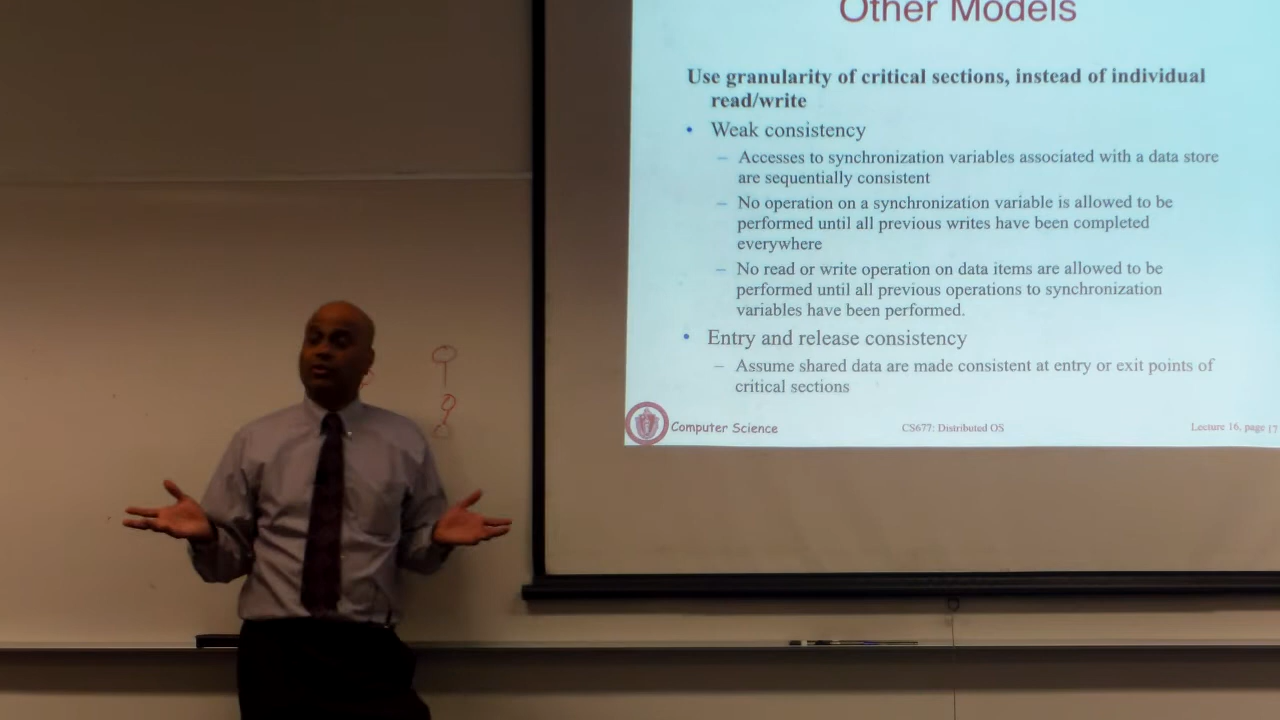 Other Models
Use granularity of critical sections, instead of individual
read/write
• Weak consistency
– Accesses to synchronization variables associated with a data store
are sequentially consistent
– No operation on a synchronization variable is allowed to be
performed until all previous writes have been completed
everywhere
– No read or write operation on data items are allowed to be
performed until all previous operations to synchronization
variables have been performed.
• Entry and release consistency
– Assume shared data are made consistent at entry or exit points of
critical sections
Computer Science
CS677: Distributed OS
Lecture 16, page 17